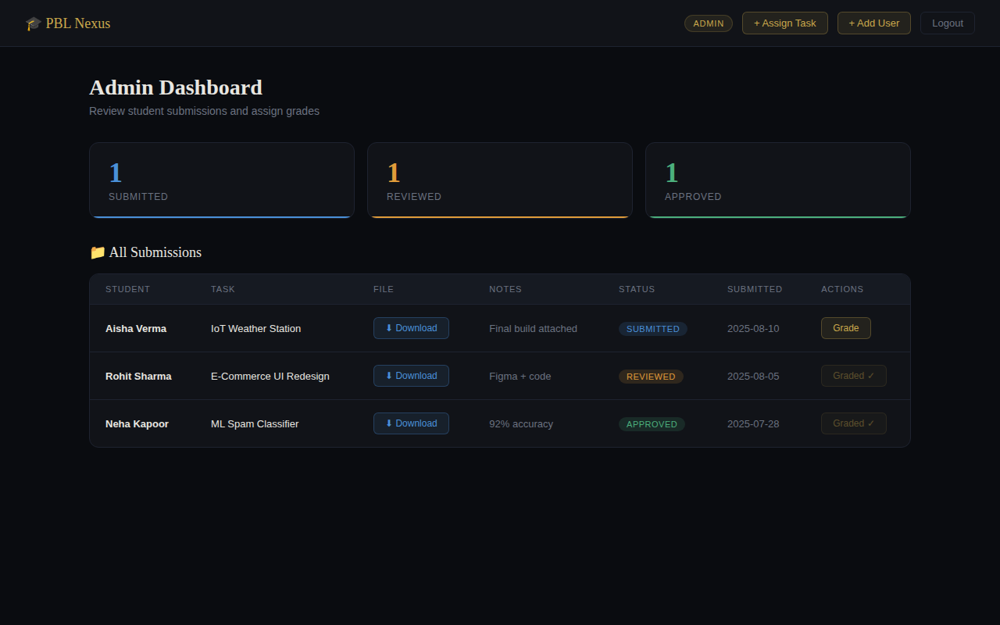 🎓 PBL Nexus ADMIN + Assign Task + Add User Logout
Admin Dashboard
Review student submissions and assign grades
1 1 1
SUBMITTED REVIEWED APPROVED
📁 All Submissions
STUDENT TASK FILE NOTES STATUS SUBMITTED ACTIONS
Aisha Verma IoT Weather Station ⬇ Download Final build attached SUBMITTED 2025-08-10 Grade
Rohit Sharma E-Commerce UI Redesign ⬇ Download Figma + code REVIEWED 2025-08-05 Graded ✓
Neha Kapoor ML Spam Classifier ⬇ Download 92% accuracy APPROVED 2025-07-28 Graded ✓